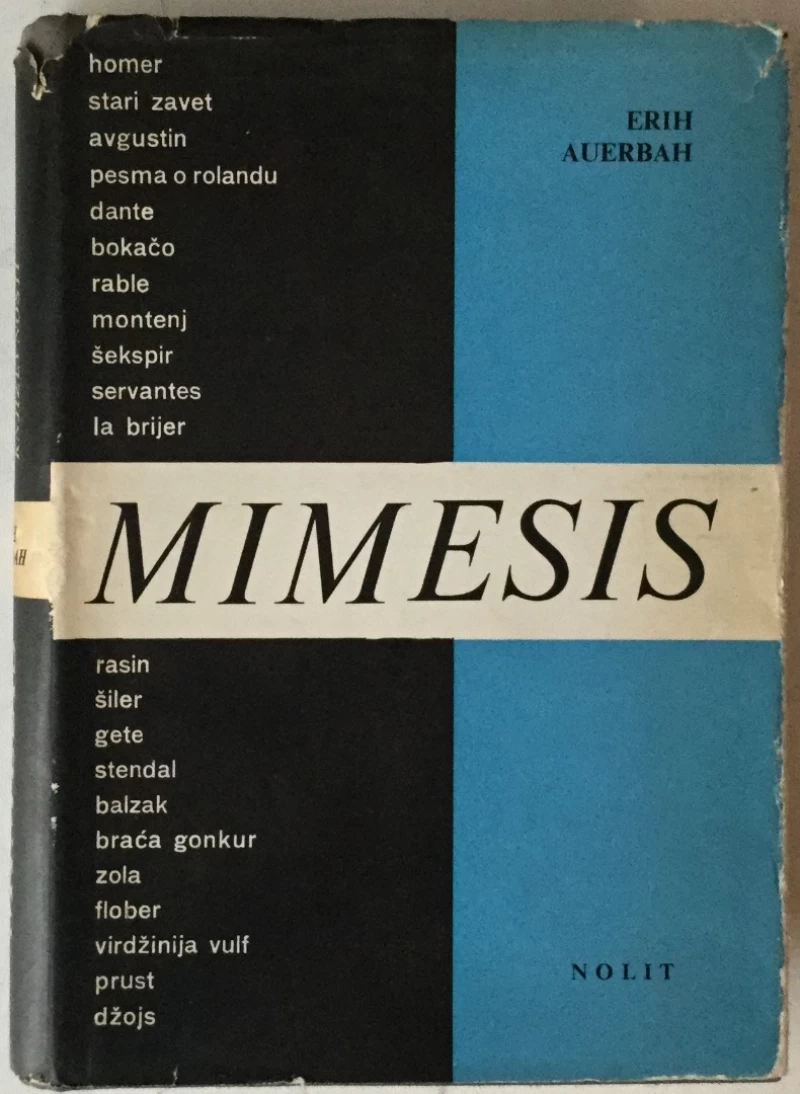 homer
stari zavet
avgustin
pesma o rolandu
dante
bokačo
rable
montenj
šekspir
servantes
la brijer
ERIH
AUERBAH
MIMESIS
rasin
šiler
gete
stendal
balzak
braća gonkur
zola
flober
virdžinija vulf
prust
džojs
NOLIT